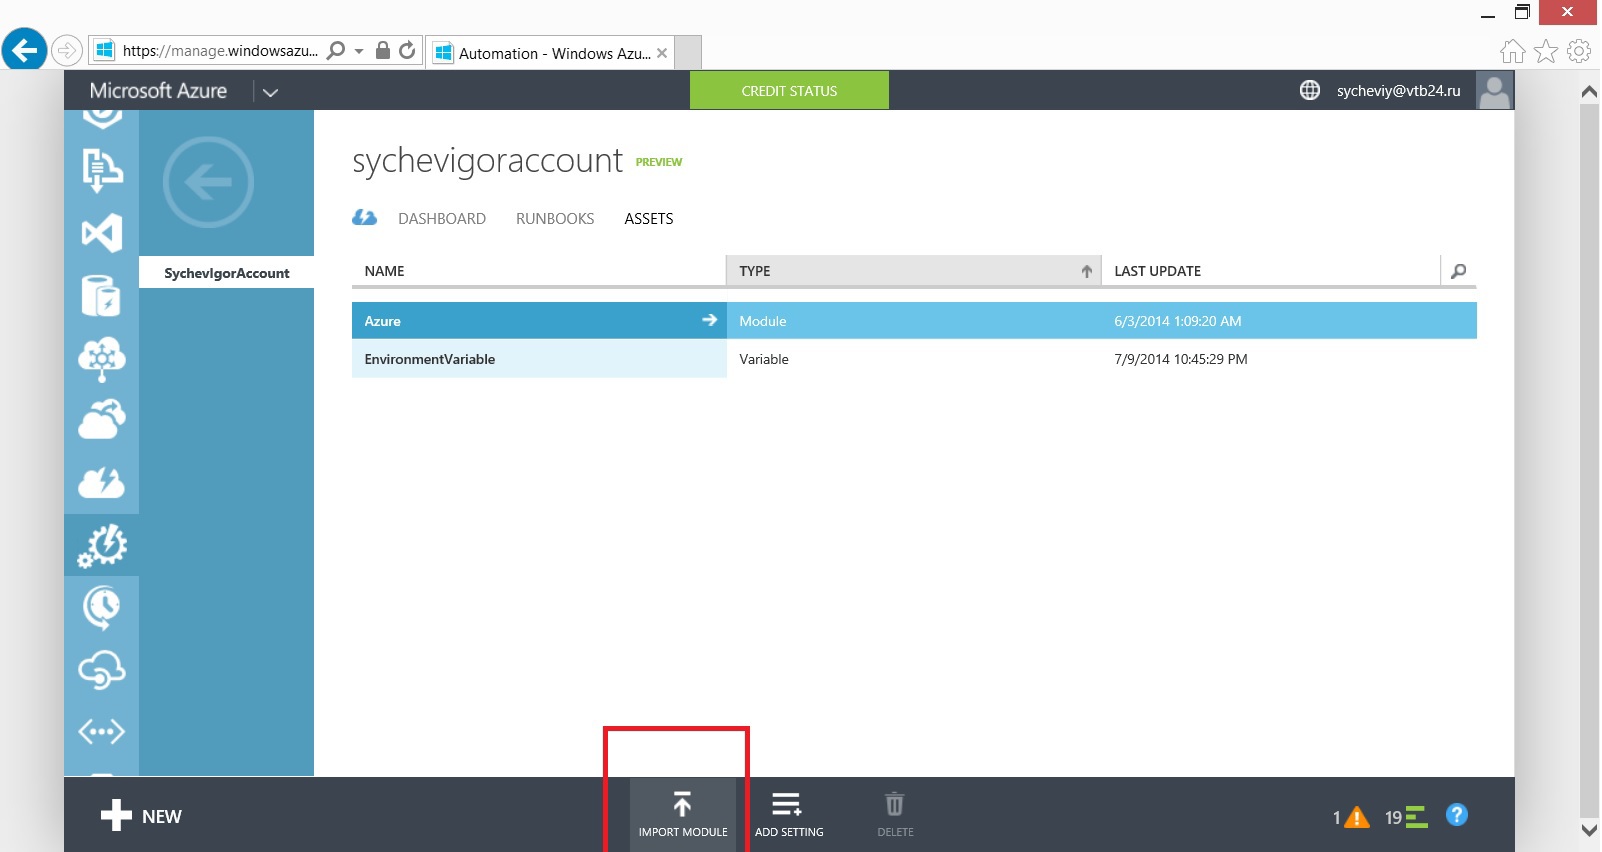 https://manage.windowsazu...
Automation - Windows Azu...
Microsoft Azure
CREDIT STATUS
sycheviy@vtb24.ru
sychevigoraccount PREVIEW
DASHBOARD RUNBOOKS ASSETS
SychevIgorAccount
NAME TYPE LAST UPDATE
Azure Module 6/3/2014 1:09:20 AM
EnvironmentVariable Variable 7/9/2014 10:45:29 PM
NEW
IMPORT MODULE
ADD SETTING
DELETE
1
19
?